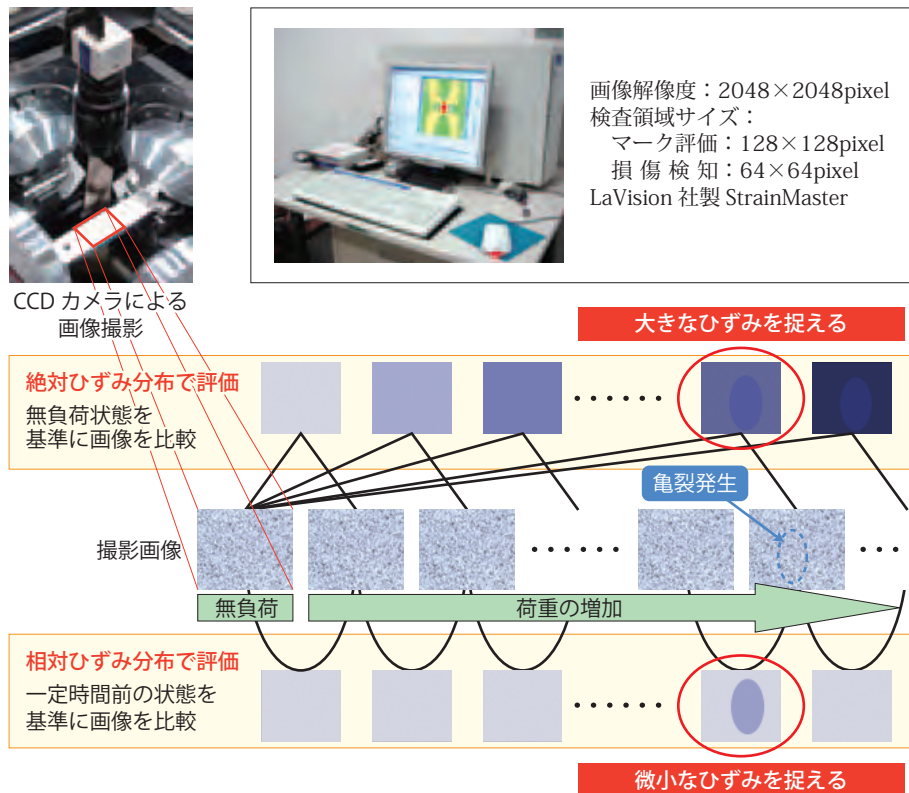 画像解像度：2048×2048pixel
検査領域サイズ：
マーク評価：128×128pixel
損 傷 検 知：64×64pixel
LaVision 社製 StrainMaster
CCD カメラによる
画像撮影
大きなひずみを捉える
絶対ひずみ分布で評価
無負荷状態を
基準に画像を比較
亀裂発生
撮影画像
無負荷
荷重の増加
相対ひずみ分布で評価
一定時間前の状態を
基準に画像を比較
微小なひずみを捉える